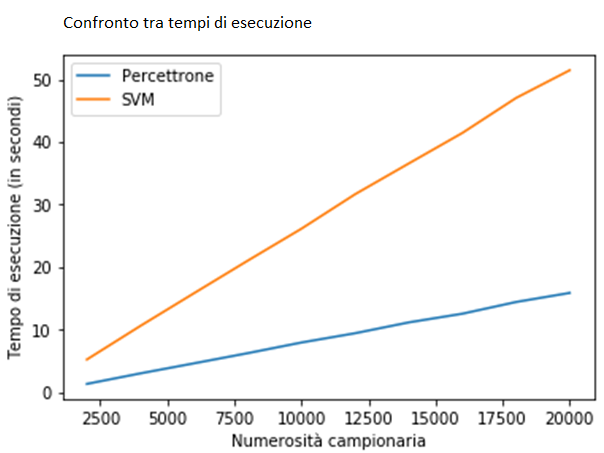 Confronto tra tempi di esecuzione
Percettrone
SVM
Tempo di esecuzione (in secondi)
50
40
30
20
10
0
2500 5000 7500 10000 12500 15000 17500 20000
Numerosità campionaria